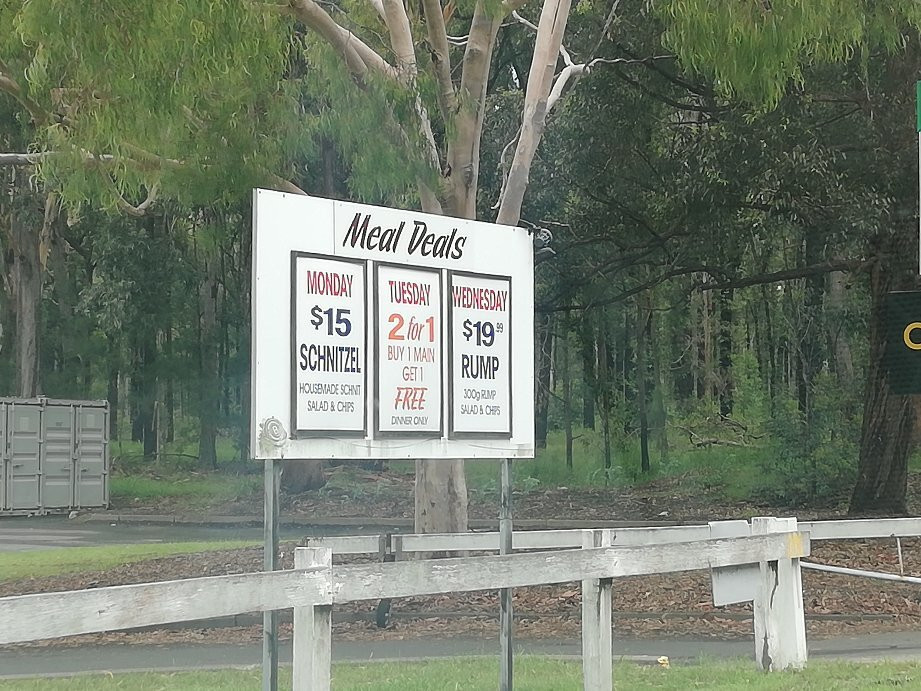 Meal Deals
MONDAY
$15
SCHNITZEL
HOUSEMADE SCHNIT
SALAD & CHIPS
TUESDAY
2 for 1
BUY 1 MAIN
GET 1
FREE
DINNER ONLY
WEDNESDAY
$19.99
RUMP
300g RUMP
SALAD & CHIPS